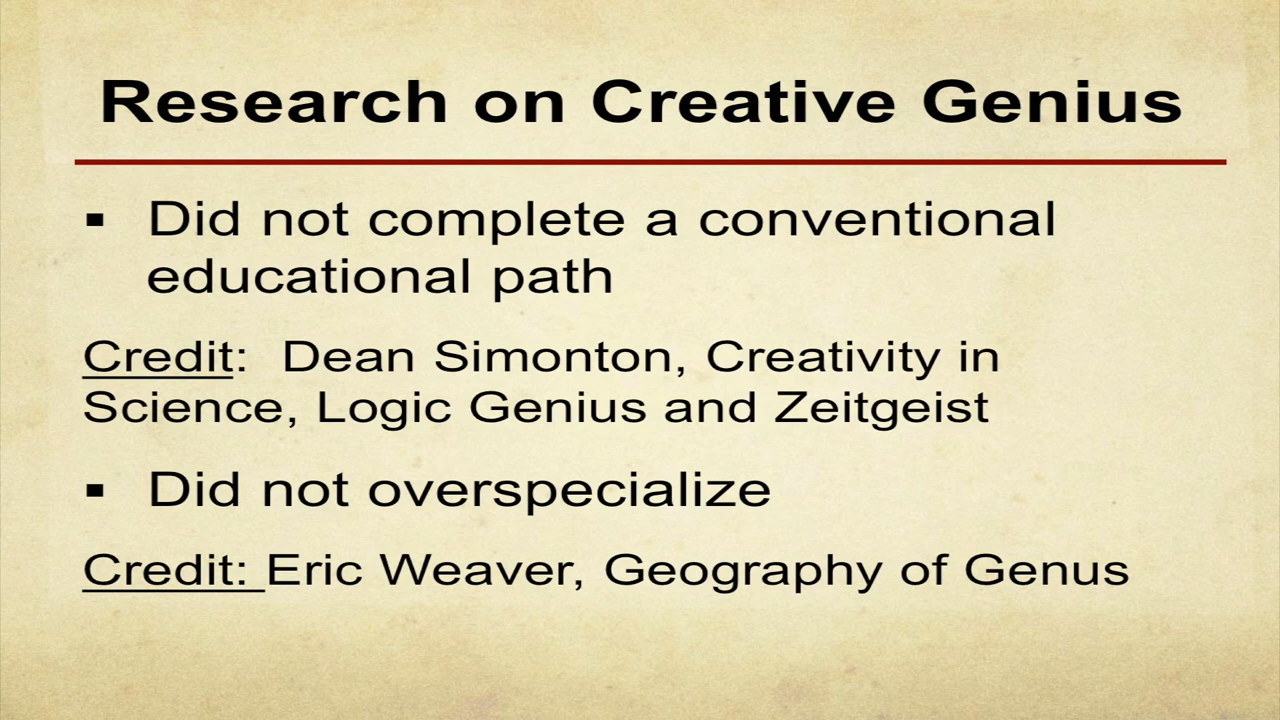 Research on Creative Genius
▪ Did not complete a conventional
educational path
Credit: Dean Simonton, Creativity in
Science, Logic Genius and Zeitgeist
▪ Did not overspecialize
Credit: Eric Weaver, Geography of Genus